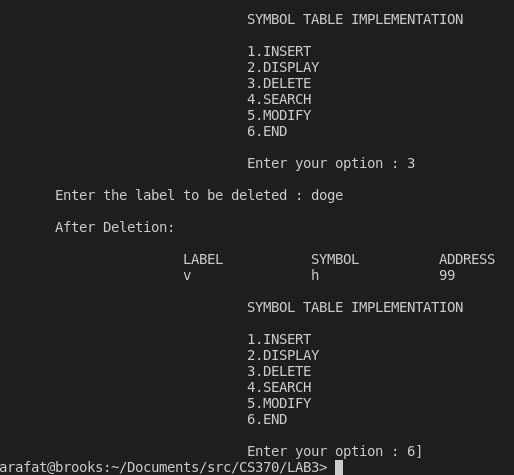 SYMBOL TABLE IMPLEMENTATION
1.INSERT
2.DISPLAY
3.DELETE
4.SEARCH
5.MODIFY
6.END
Enter your option : 3
Enter the label to be deleted : doge
After Deletion:
LABEL SYMBOL ADDRESS
v h 99
SYMBOL TABLE IMPLEMENTATION
1.INSERT
2.DISPLAY
3.DELETE
4.SEARCH
5.MODIFY
6.END
Enter your option : 6]
arafat@brooks:~/Documents/src/CS370/LAB3>